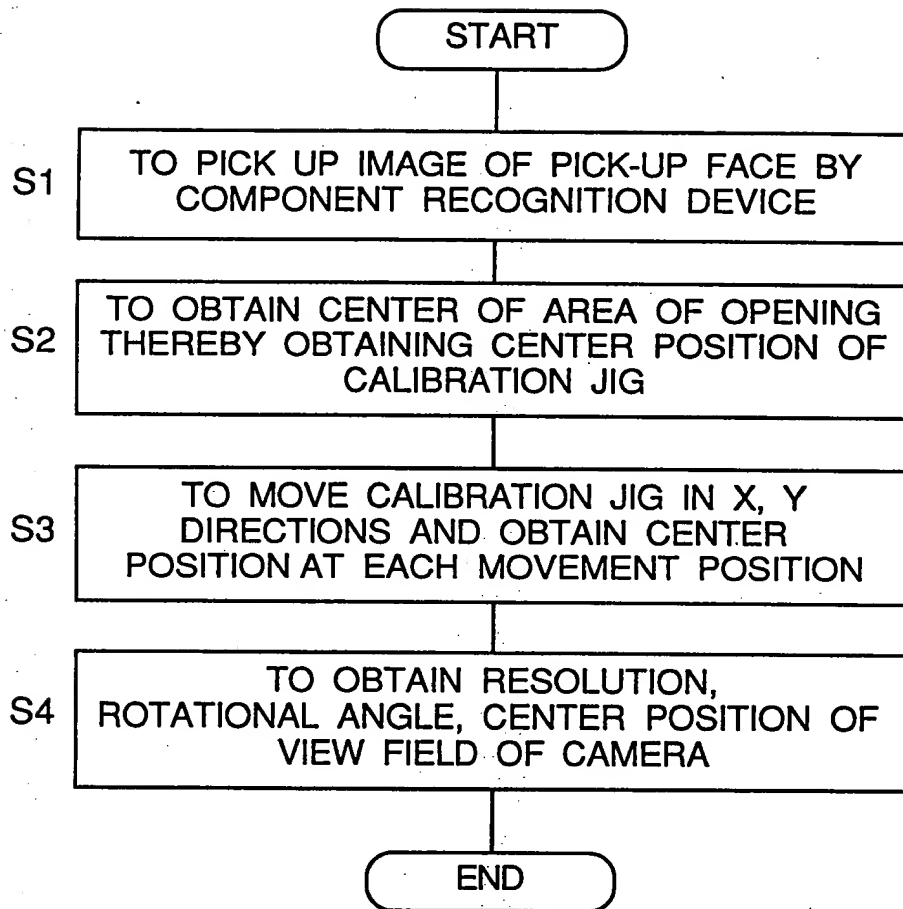 START
S1
TO PICK UP IMAGE OF PICK-UP FACE BY
COMPONENT RECOGNITION DEVICE
S2
TO OBTAIN CENTER OF AREA OF OPENING
THEREBY OBTAINING CENTER POSITION OF
CALIBRATION JIG
S3
TO MOVE CALIBRATION JIG IN X, Y
DIRECTIONS AND OBTAIN CENTER
POSITION AT EACH MOVEMENT POSITION
S4
TO OBTAIN RESOLUTION,
ROTATIONAL ANGLE, CENTER POSITION OF
VIEW FIELD OF CAMERA
END